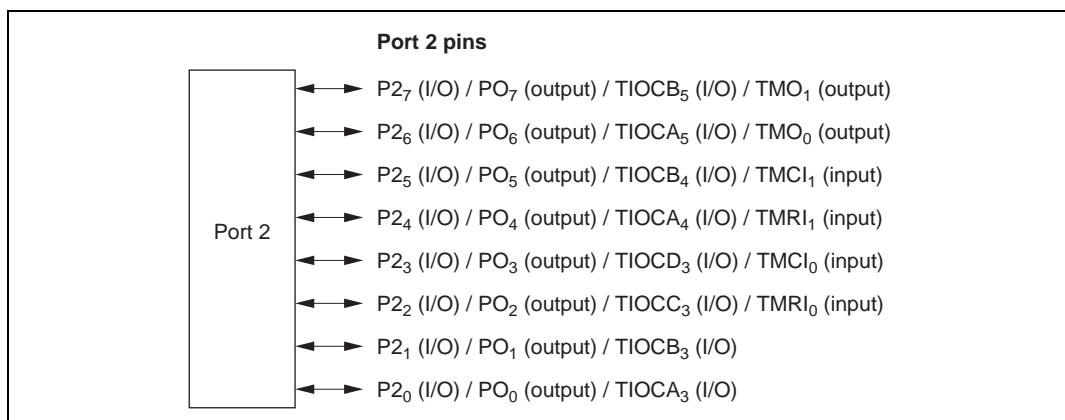 Port 2 pins
P2₇ (I/O) / PO₇ (output) / TIOCB₅ (I/O) / TMO₁ (output)
P2₆ (I/O) / PO₆ (output) / TIOCA₅ (I/O) / TMO₀ (output)
P2₅ (I/O) / PO₅ (output) / TIOCB₄ (I/O) / TMCI₁ (input)
P2₄ (I/O) / PO₄ (output) / TIOCA₄ (I/O) / TMRI₁ (input)
Port 2
P2₃ (I/O) / PO₃ (output) / TIOCD₃ (I/O) / TMCI₀ (input)
P2₂ (I/O) / PO₂ (output) / TIOCC₃ (I/O) / TMRI₀ (input)
P2₁ (I/O) / PO₁ (output) / TIOCB₃ (I/O)
P2₀ (I/O) / PO₀ (output) / TIOCA₃ (I/O)